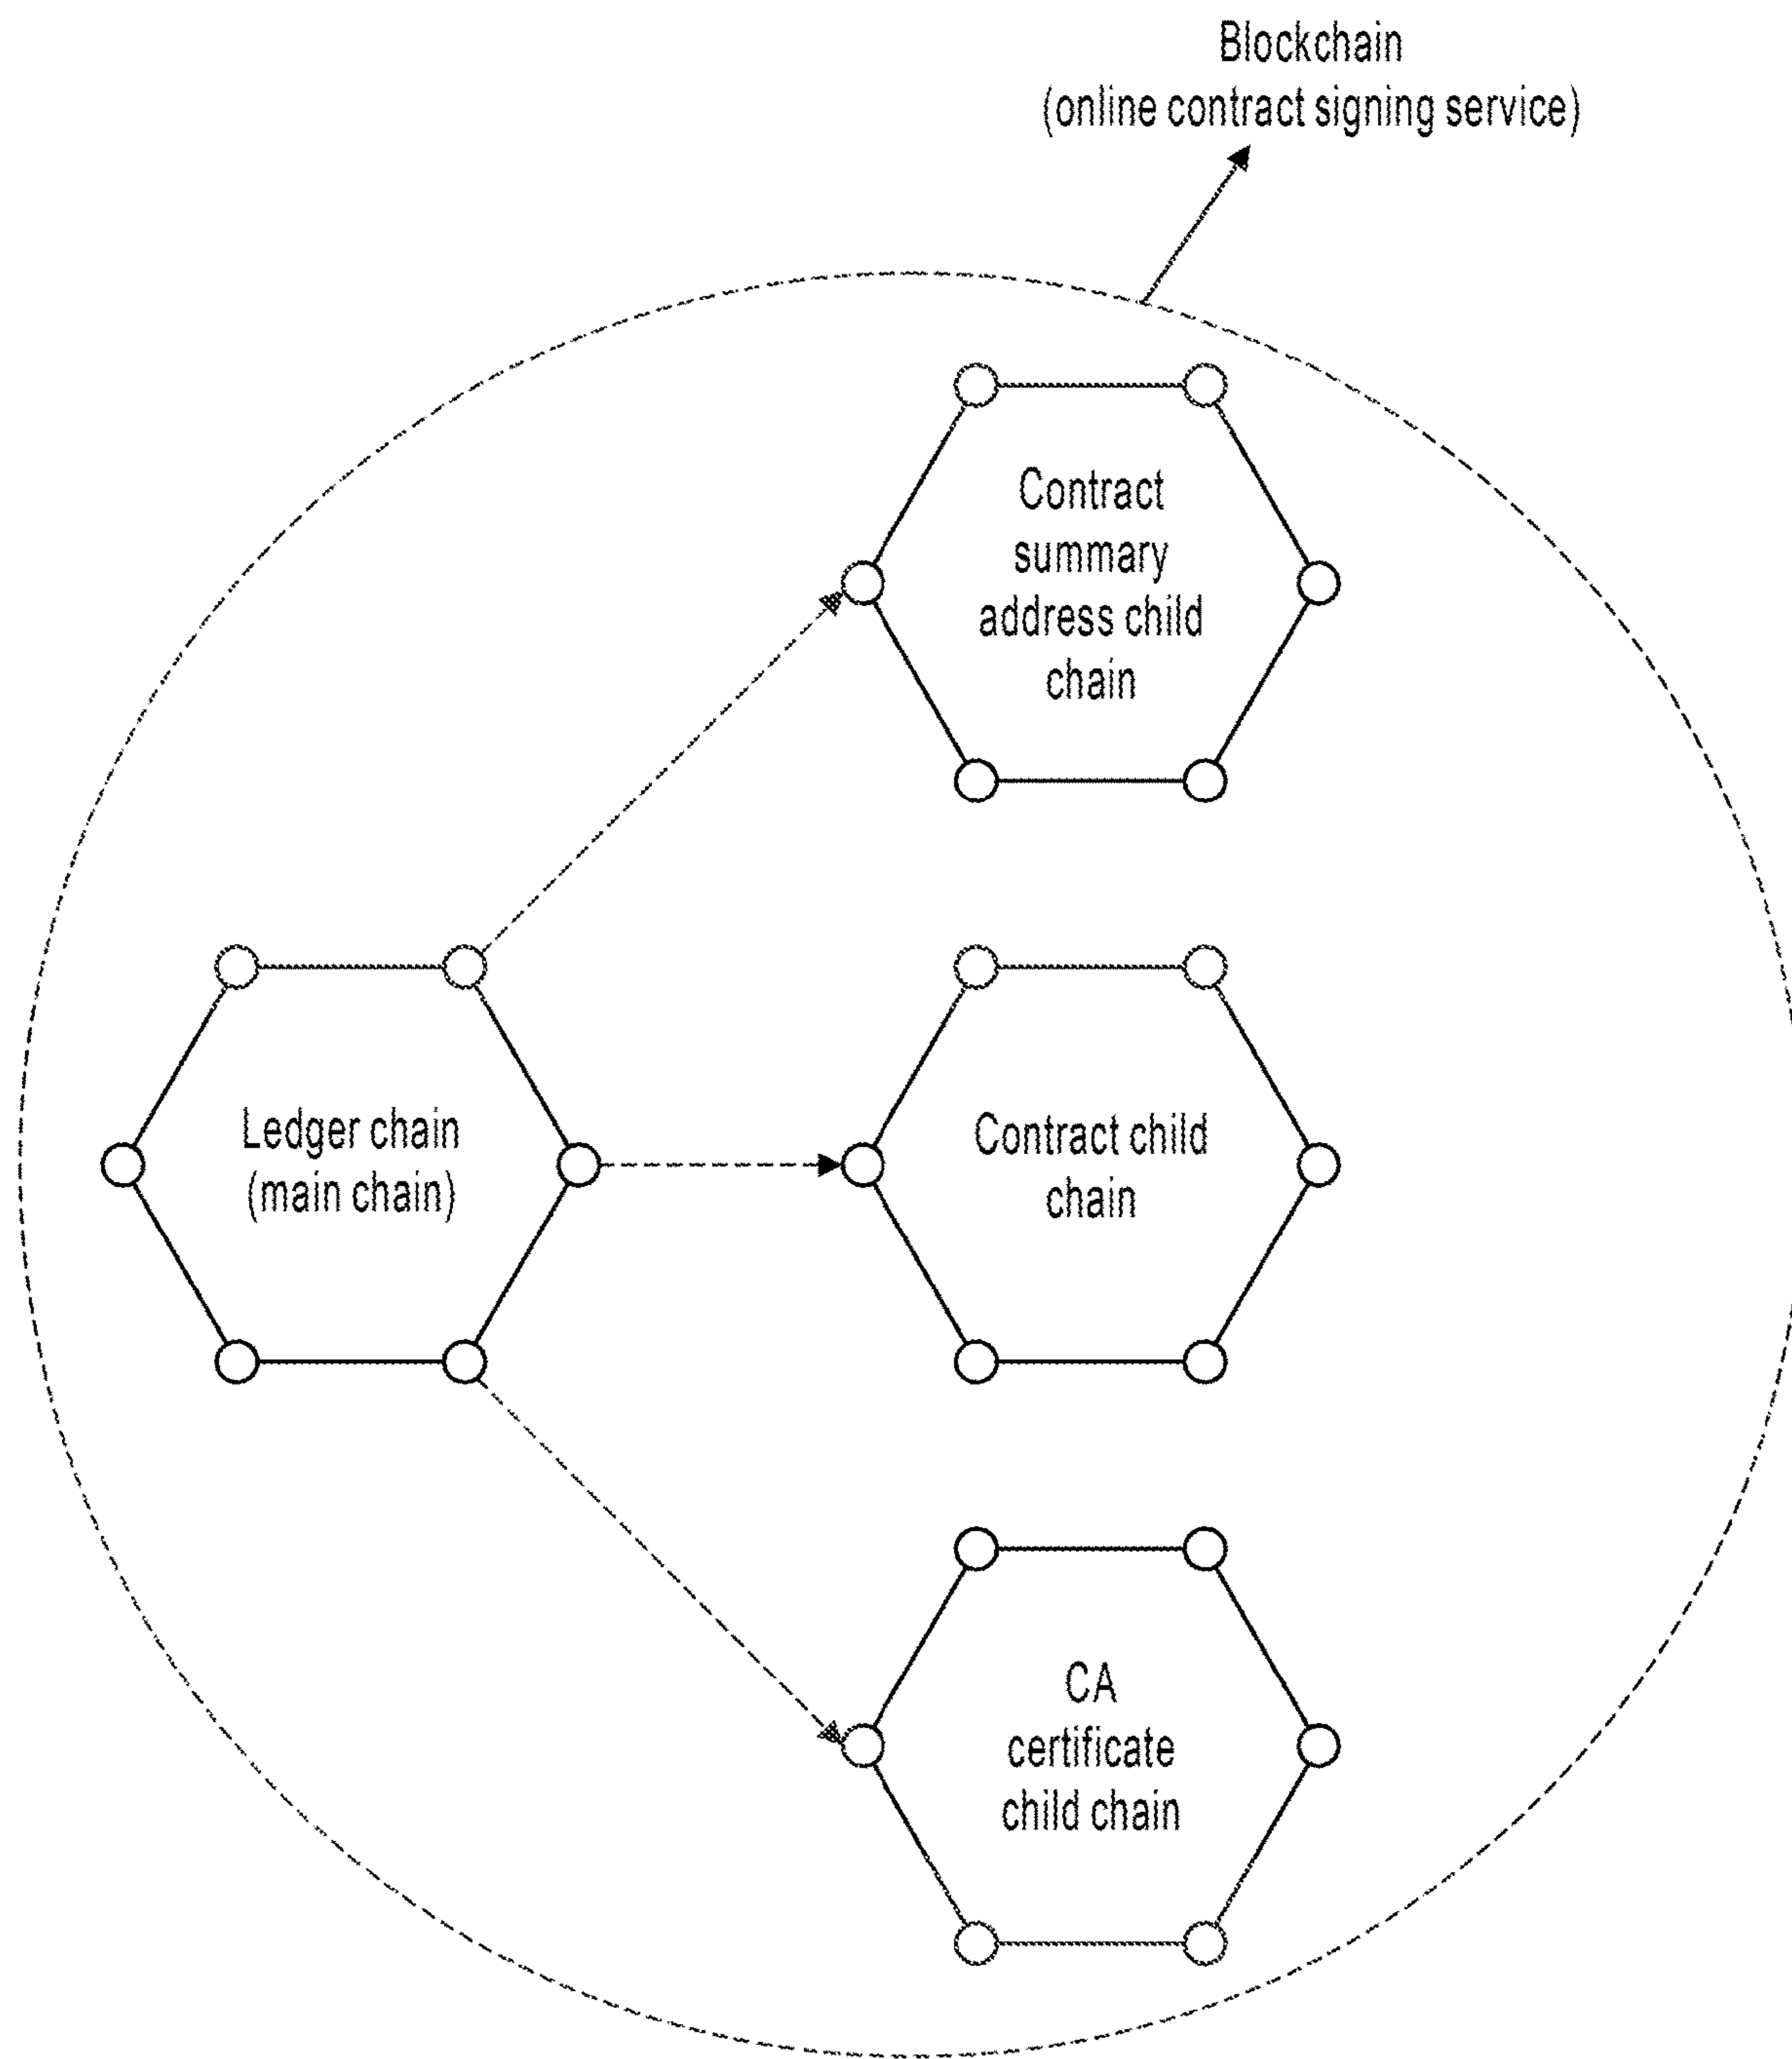 Blockchain
(online contract signing service)
Contract
summary
address child
chain
Ledger chain
(main chain)
Contract child
chain
CA
certificate
child chain